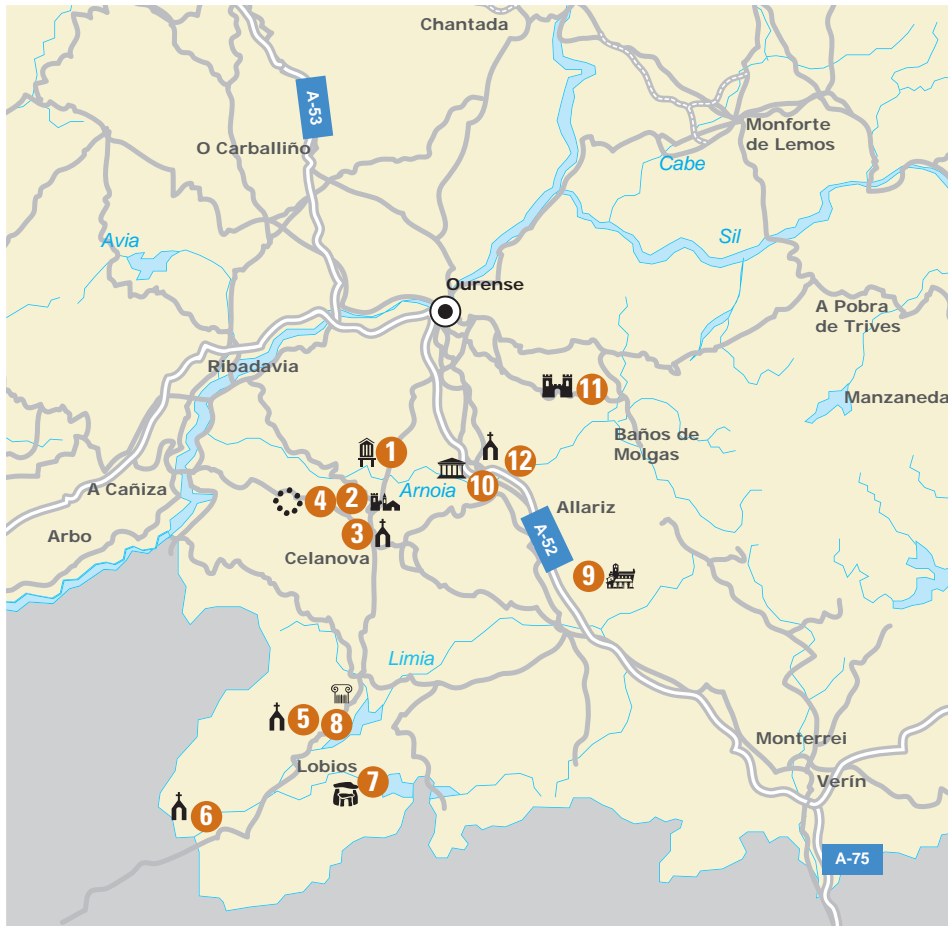 Chantada
A-53
Monforte
de Lemos
O Carballiño
Cabe
Avia
Sil
Ourense
A Pobra
de Trives
Ribadavia
11
Manzaneda
Baños de
Molgas
1
12
10
A Cañiza
4
2
Arnoia
Allariz
Arbo
3
A-52
Celanova
9
Limia
5
8
Monterrei
Lobios
7
Verín
6
A-75